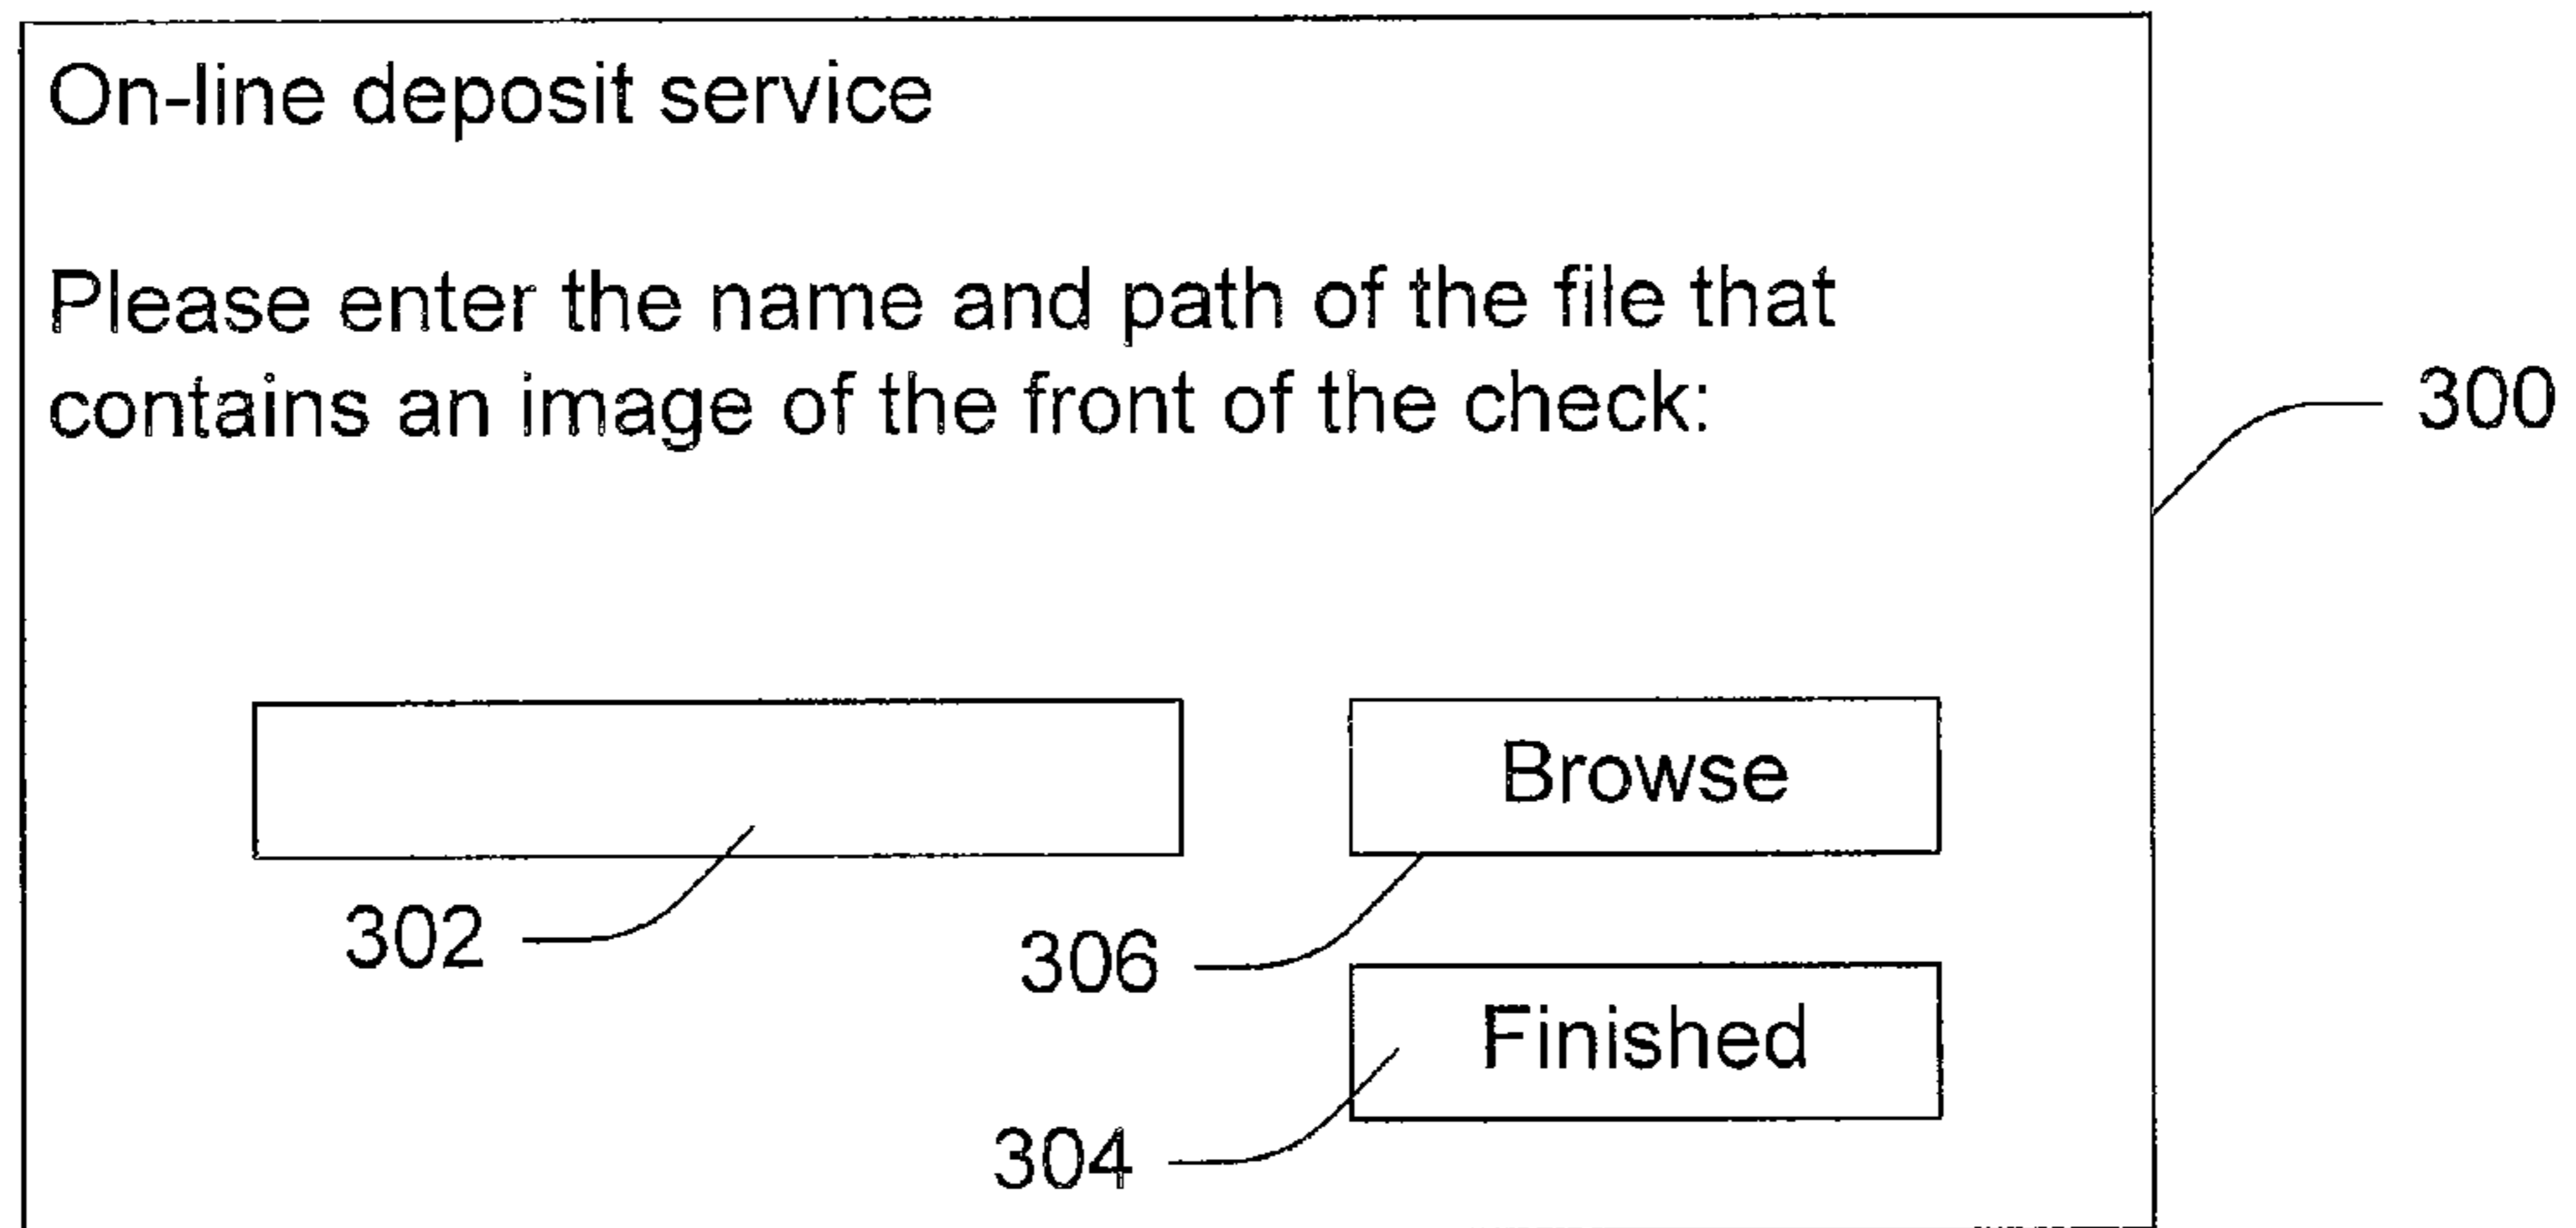 On-line deposit service
Please enter the name and path of the file that
contains an image of the front of the check:
300
Browse
302
306
Finished
304